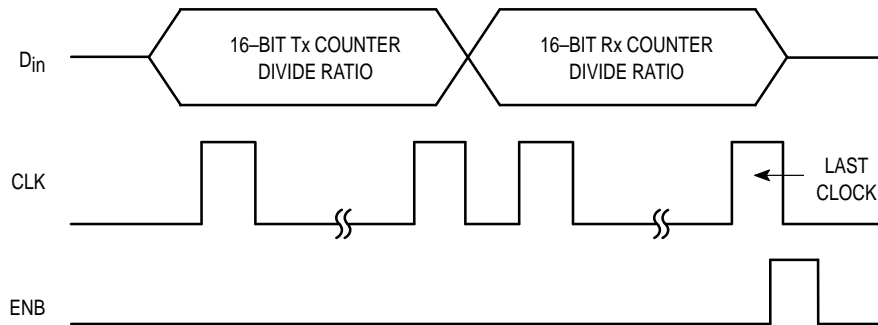 D_in
16–BIT Tx COUNTER
DIVIDE RATIO
16–BIT Rx COUNTER
DIVIDE RATIO
CLK
LAST
CLOCK
ENB